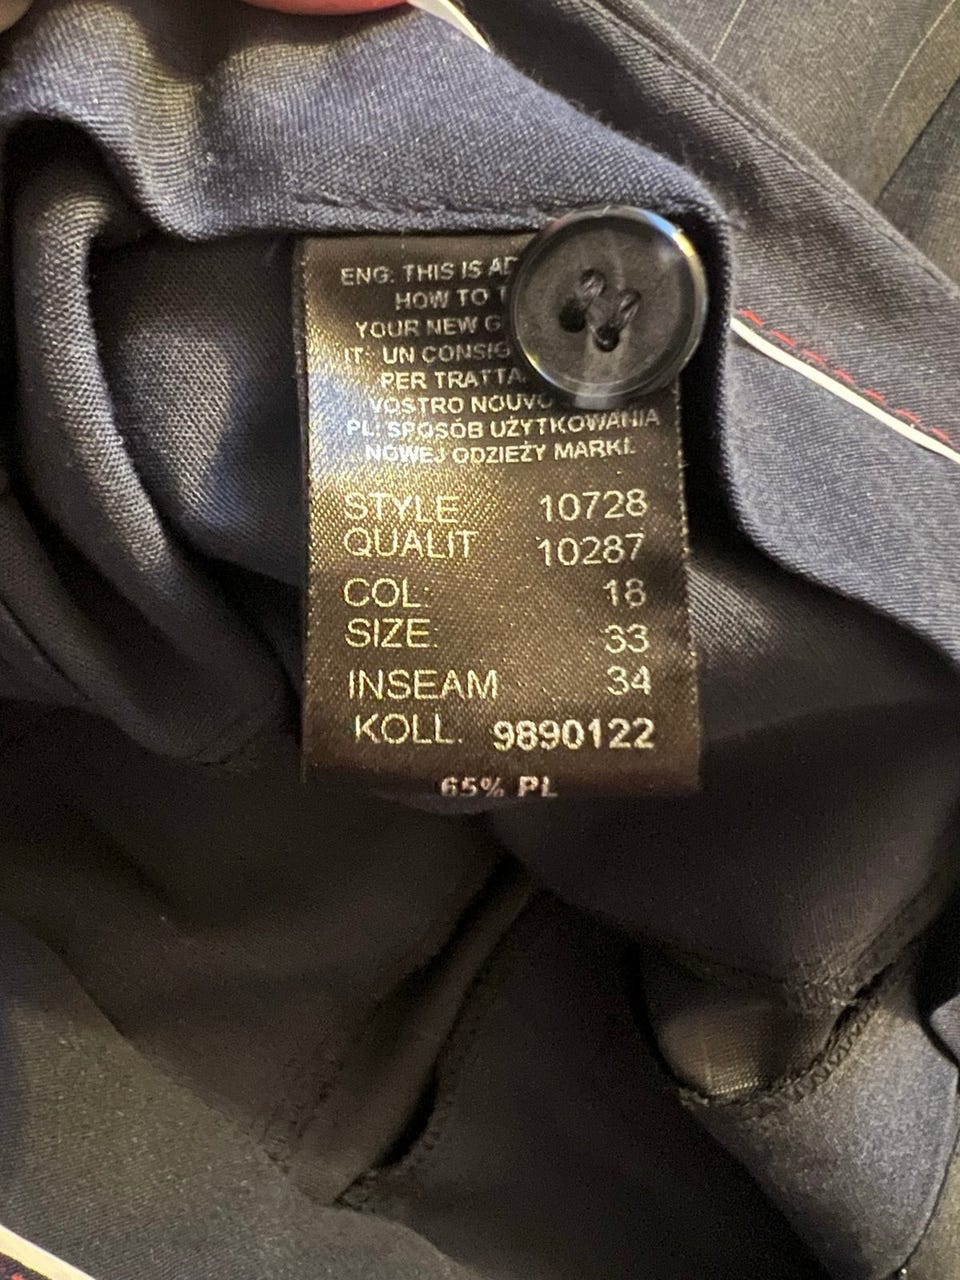 ENG. THIS IS
HOW TO
YOUR NEW
IT: UN CONSIG
PER TRATTA
VOSTRO NOUVO
PL: SPOSÓB UŻYTKOWANIA
NOWEJ ODZIEŻY MARKI.
STYLE 10728
QUALIT 10287
COL: 18
SIZE: 33
INSEAM 34
KOLL. 9890122
65% PL